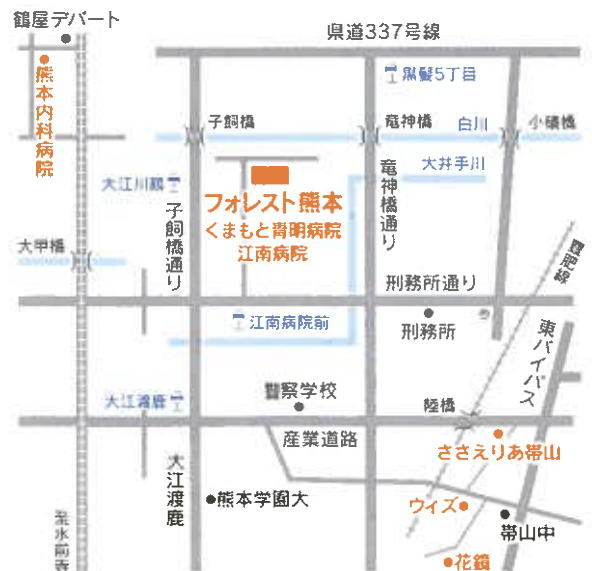 鶴屋デパート
県道337号線
熊本内科病院
黒髪5丁目
子飼橋
竜神橋
白川
小磧橋
大井手川
大江川鶴
フォレスト熊本
くまもと青明病院
江南病院
子飼橋通り
竜神橋通り
大甲橋
豊肥線
刑務所通り
江南病院前
刑務所
東バイパス
大江渡鹿
警察学校
陸橋
産業道路
ささえりあ帯山
大江渡鹿
熊本学園大
ウィズ
帯山中
至水前寺
花鏡